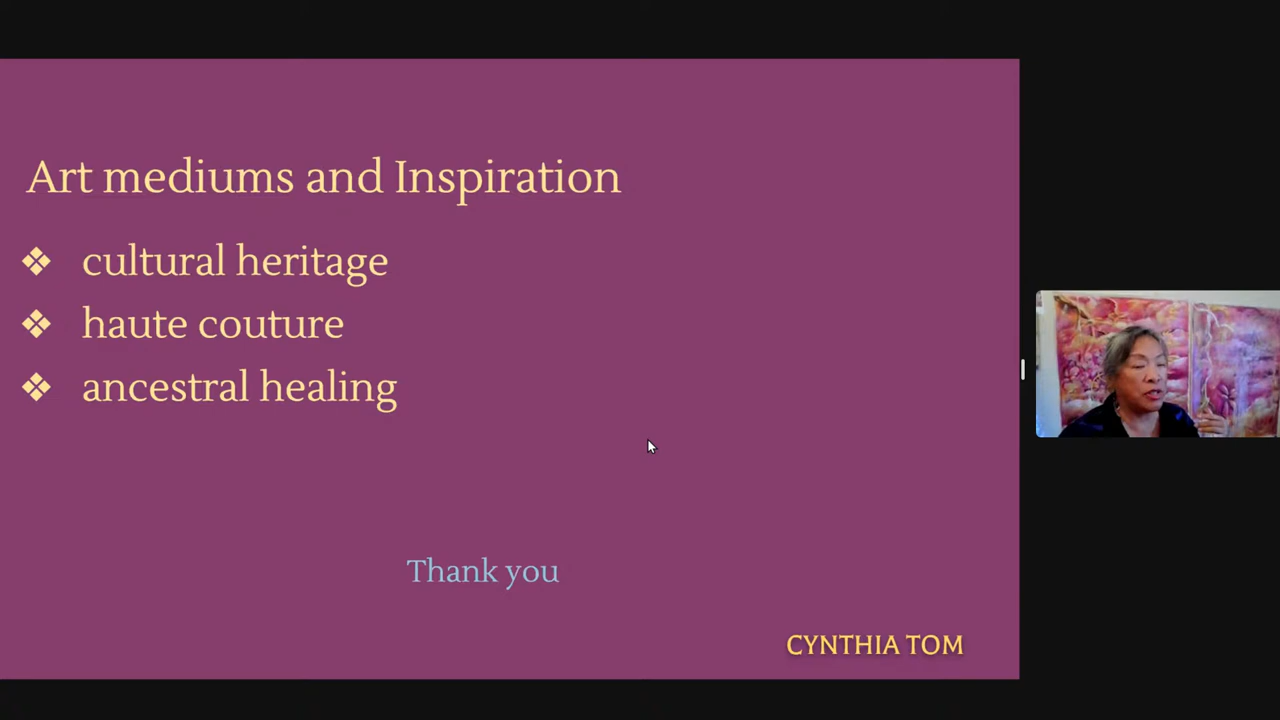 Art mediums and Inspiration
❖ cultural heritage
❖ haute couture
❖ ancestral healing
Thank you
CYNTHIA TOM